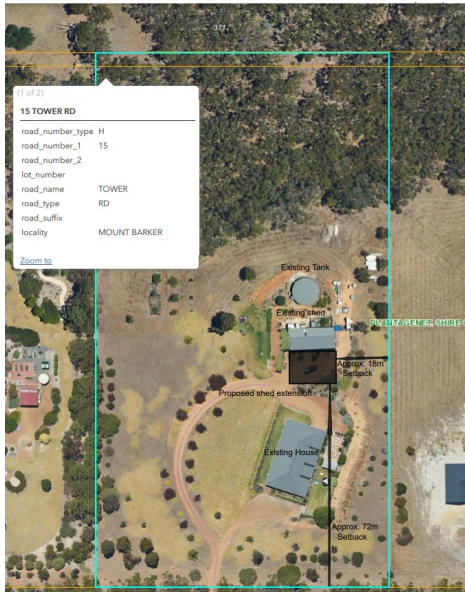 371
(1 of 2)
15 TOWER RD
road_number_type H
road_number_1 15
road_number_2
lot_number
road_name TOWER
road_type RD
road_suffix
locality MOUNT BARKER
Zoom to
Existing Tank
Existing shed
PLANTAGENET SHIRE
Approx. 18m
Setback
Proposed shed extension
Existing House
Approx. 72m
Setback